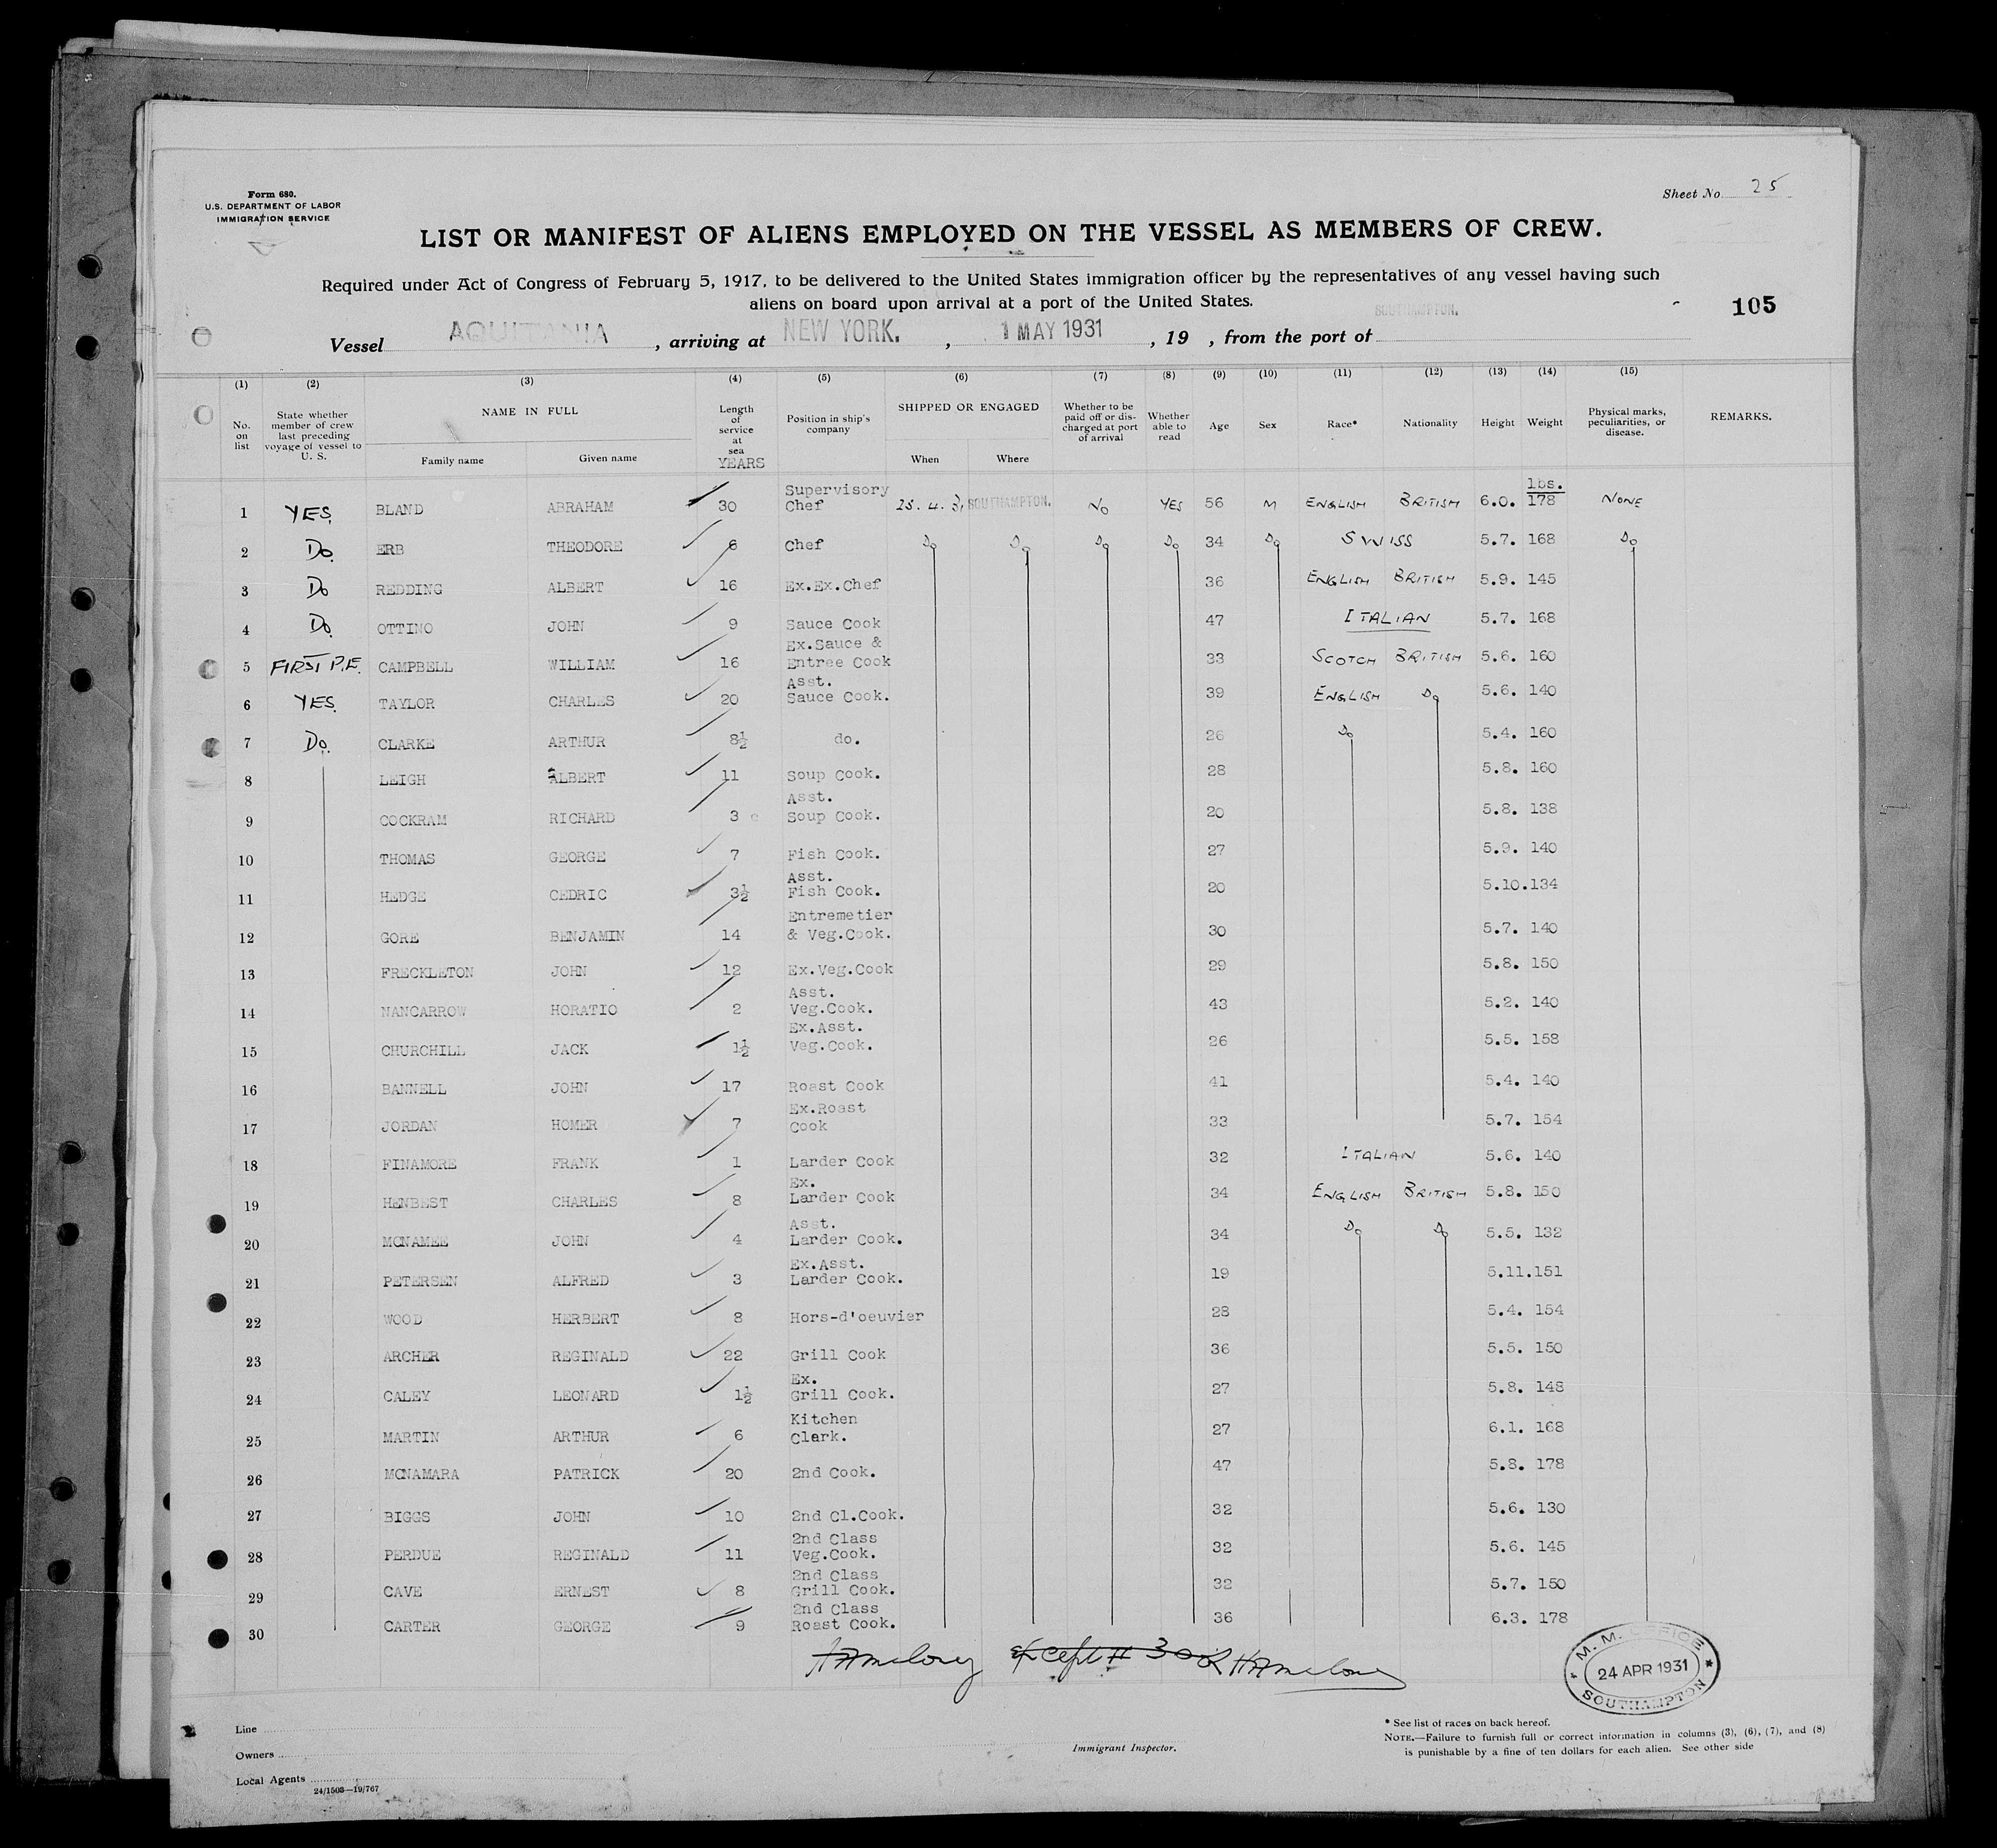 Form 680.
U.S. DEPARTMENT OF LABOR
IMMIGRATION SERVICE
Sheet No. 25
LIST OR MANIFEST OF ALIENS EMPLOYED ON THE VESSEL AS MEMBERS OF CREW.
Required under Act of Congress of February 5, 1917, to be delivered to the United States immigration officer by the representatives of any vessel having such
aliens on board upon arrival at a port of the United States.
105
Vessel AQUITANIA, arriving at NEW YORK., 1 MAY 1931, 19 , from the port of SOUTHAMPTON.
(1) (2) (3) (4) (5) (6) (7) (8) (9) (10) (11) (12) (13) (14) (15)
No. on list
State whether member of crew last preceding voyage of vessel to U. S.
NAME IN FULL
Family name Given name
Length of service at sea YEARS
Position in ship's company
SHIPPED OR ENGAGED
When Where
Whether to be paid off or discharged at port of arrival
Whether able to read
Age Sex Race* Nationality Height Weight
Physical marks, peculiarities, or disease.
REMARKS.
lbs.
1 YES BLAND ABRAHAM 30 Supervisory Chef 25.4.31 SOUTHAMPTON. No YES 56 M ENGLISH BRITISH 6.0. 178 NONE
2 Do ERB THEODORE 6 Chef Do Do Do Do 34 Do SWISS 5.7. 168 Do
3 Do REDDING ALBERT 16 Ex.Ex.Chef 36 ENGLISH BRITISH 5.9. 145
4 Do OTTINO JOHN 9 Sauce Cook 47 ITALIAN 5.7. 168
5 FIRST P.E. CAMPBELL WILLIAM 16 Ex.Sauce & Entree Cook 33 SCOTCH BRITISH 5.6. 160
6 YES. TAYLOR CHARLES 20 Asst. Sauce Cook. 39 ENGLISH Do 5.6. 140
7 Do. CLARKE ARTHUR 8½ do. 26 Do 5.4. 160
8 LEIGH ALBERT 11 Soup Cook. 28 5.8. 160
9 COCKRAM RICHARD 3 Asst. Soup Cook. 20 5.8. 138
10 THOMAS GEORGE 7 Fish Cook. 27 5.9. 140
11 HEDGE CEDRIC 3½ Asst. Fish Cook. 20 5.10.134
12 GORE BENJAMIN 14 Entremetier & Veg.Cook. 30 5.7. 140
13 FRECKLETON JOHN 12 Ex.Veg.Cook 29 5.8. 150
14 NANCARROW HORATIO 2 Asst. Veg.Cook. 43 5.2. 140
15 CHURCHILL JACK 1½ Ex.Asst. Veg.Cook. 26 5.5. 158
16 BANNELL JOHN 17 Roast Cook 41 5.4. 140
17 JORDAN HOMER 7 Ex.Roast Cook 33 5.7. 154
18 FINAMORE FRANK 1 Larder Cook 32 ITALIAN 5.6. 140
19 HENBEST CHARLES 8 Ex. Larder Cook 34 ENGLISH BRITISH 5.8. 150
20 MCNAMEE JOHN 4 Asst. Larder Cook. 34 Do Do 5.5. 132
21 PETERSEN ALFRED 3 Ex.Asst. Larder Cook. 19 5.11.151
22 WOOD HERBERT 8 Hors-d'oeuvier 28 5.4. 154
23 ARCHER REGINALD 22 Grill Cook 36 5.5. 150
24 CALEY LEONARD 1½ Ex. Grill Cook. 27 5.8. 148
25 MARTIN ARTHUR 6 Kitchen Clark. 27 6.1. 168
26 MCNAMARA PATRICK 20 2nd Cook. 47 5.8. 178
27 BIGGS JOHN 10 2nd Cl.Cook. 32 5.6. 130
28 PERDUE REGINALD 11 2nd Class Veg.Cook. 32 5.6. 145
29 CAVE ERNEST 8 2nd Class Grill Cook. 32 5.7. 150
30 CARTER GEORGE 9 2nd Class Roast Cook. 36 6.3. 178
Except # 30
M. M. OFFICE
24 APR 1931
SOUTHAMPTON
Line
Owners
Local Agents
24/1503—19/767
Immigrant Inspector.
* See list of races on back hereof.
NOTE.—Failure to furnish full or correct information in columns (3), (6), (7), and (8)
is punishable by a fine of ten dollars for each alien. See other side